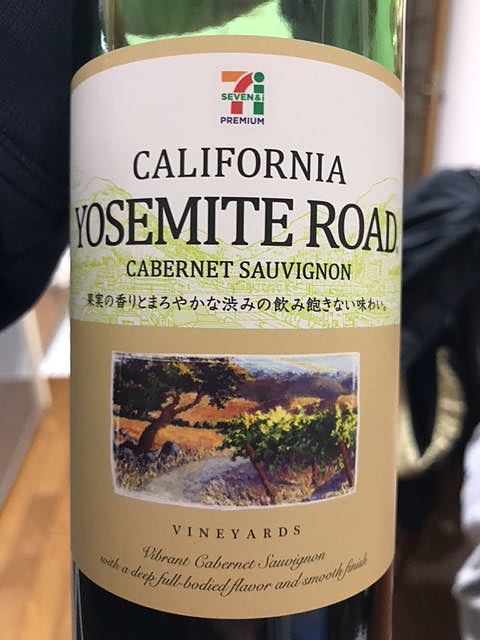 SEVEN&i
PREMIUM
CALIFORNIA
YOSEMITE ROAD®
CABERNET SAUVIGNON
果実の香りとまろやかな渋みの飲み飽きない味わい。
VINEYARDS
Vibrant Cabernet Sauvignon
with a deep full-bodied flavor and smooth finish